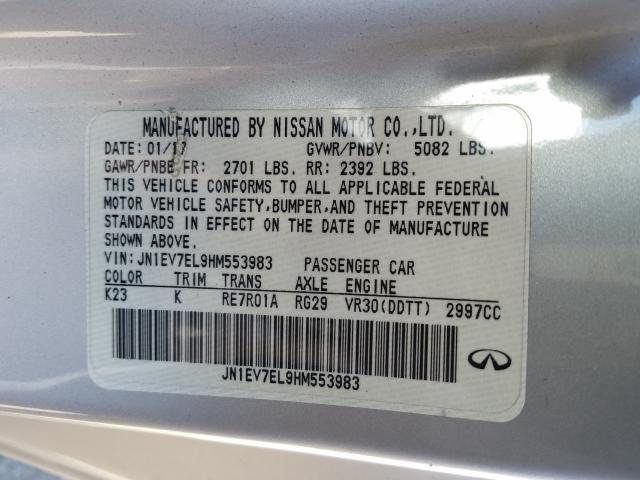 MANUFACTURED BY NISSAN MOTOR CO.,LTD.
DATE: 01/17 GVWR/PNBV: 5082 LBS.
GAWR/PNBE FR: 2701 LBS. RR: 2392 LBS.
THIS VEHICLE CONFORMS TO ALL APPLICABLE FEDERAL
MOTOR VEHICLE SAFETY,BUMPER,AND THEFT PREVENTION
STANDARDS IN EFFECT ON THE DATE OF MANUFACTURE
SHOWN ABOVE.
VIN:JN1EV7EL9HM553983 PASSENGER CAR
COLOR TRIM TRANS AXLE ENGINE
K23 K RE7R01A RG29 VR30(DDTT) 2997CC
JN1EV7EL9HM553983